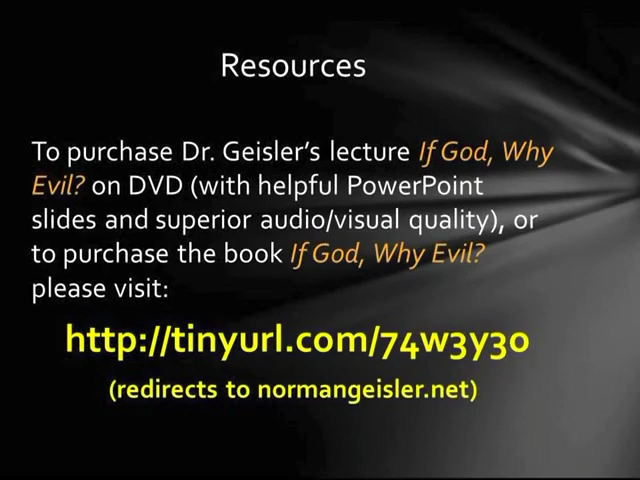 Resources
To purchase Dr. Geisler’s lecture If God, Why
Evil? on DVD (with helpful PowerPoint
slides and superior audio/visual quality), or
to purchase the book If God, Why Evil?
please visit:
http://tinyurl.com/74w3y3o
(redirects to normangeisler.net)